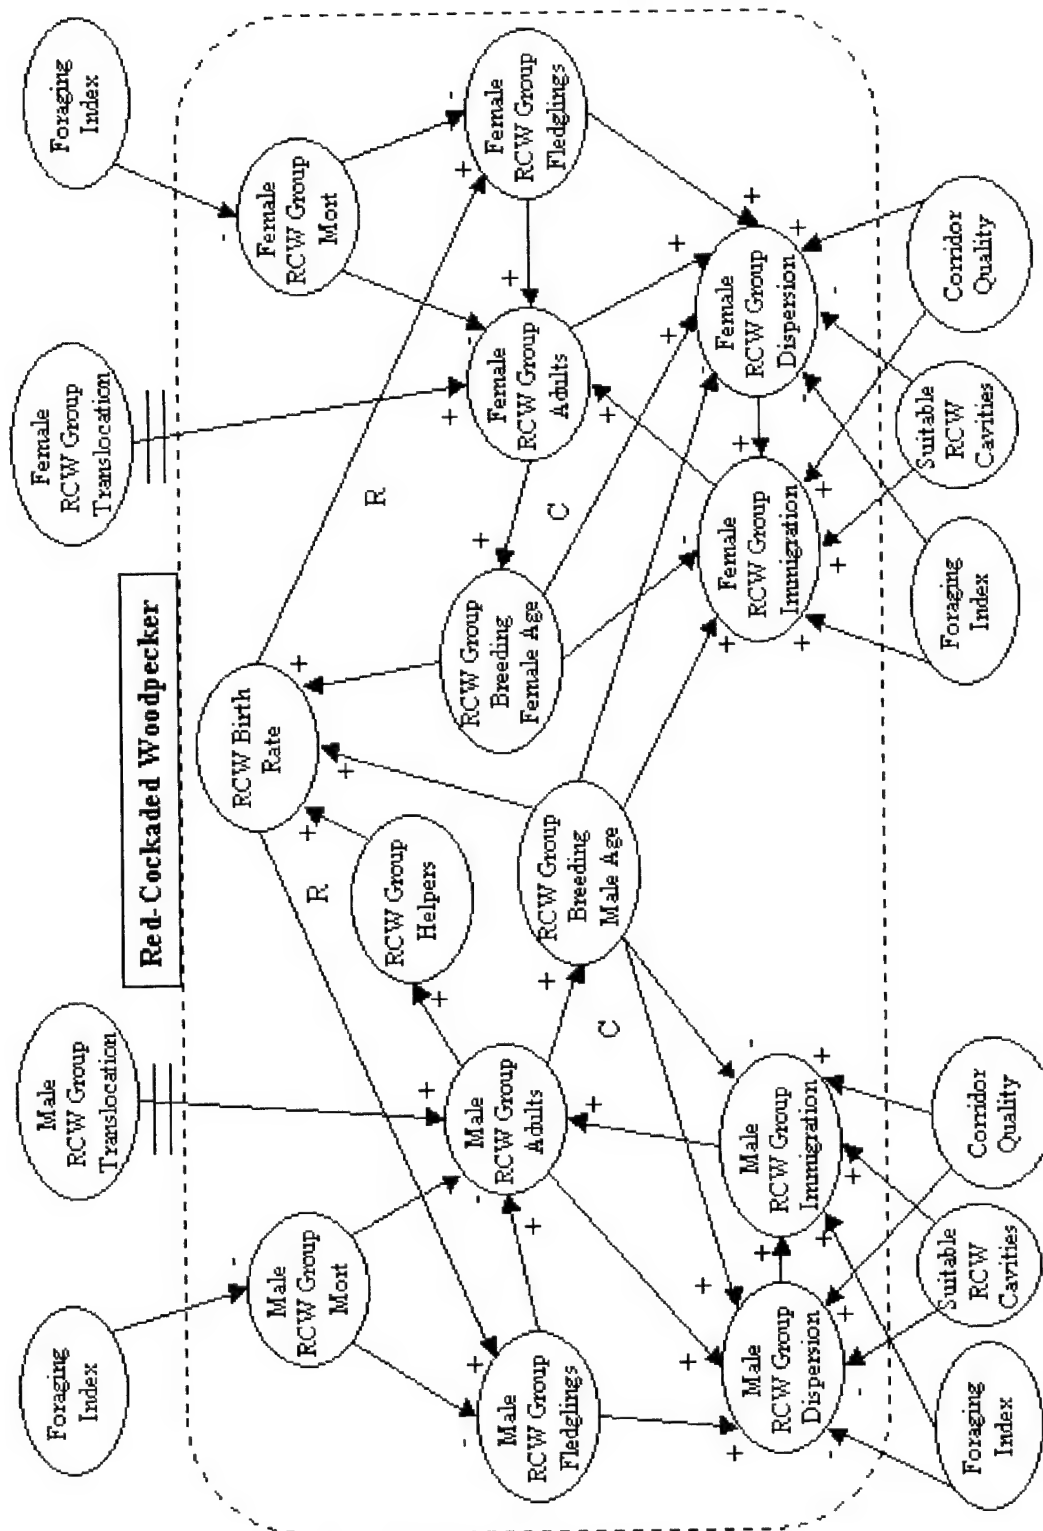 Foraging
Index
Male
RCW Group
Translocation
Red-Cockaded Woodpecker
Female
RCW Group
Translocation
Foraging
Index
-
-
Male
RCW Group
Mort
RCW Birth
Rate
Female
RCW Group
Mort
+
+
+
R
R
RCW Group
Helpers
+
+
+
-
-
+
+
-
-
+
Male
RCW Group
Fledglings
Male
RCW Group
Adults
RCW Group
Breeding
Female Age
Female
RCW Group
Adults
Female
RCW Group
Fledglings
+
+
+
+
RCW Group
Breeding
Male Age
C
C
+
+
+
+
+
+
-
-
+
+
-
+
+
+
Male
RCW Group
Dispersion
Male
RCW Group
Immigration
Female
RCW Group
Immigration
Female
RCW Group
Dispersion
-
-
+
+
+
+
+
+
+
-
-
+
Foraging
Index
Suitable
RCW
Cavities
Corridor
Quality
Foraging
Index
Suitable
RCW
Cavities
Corridor
Quality